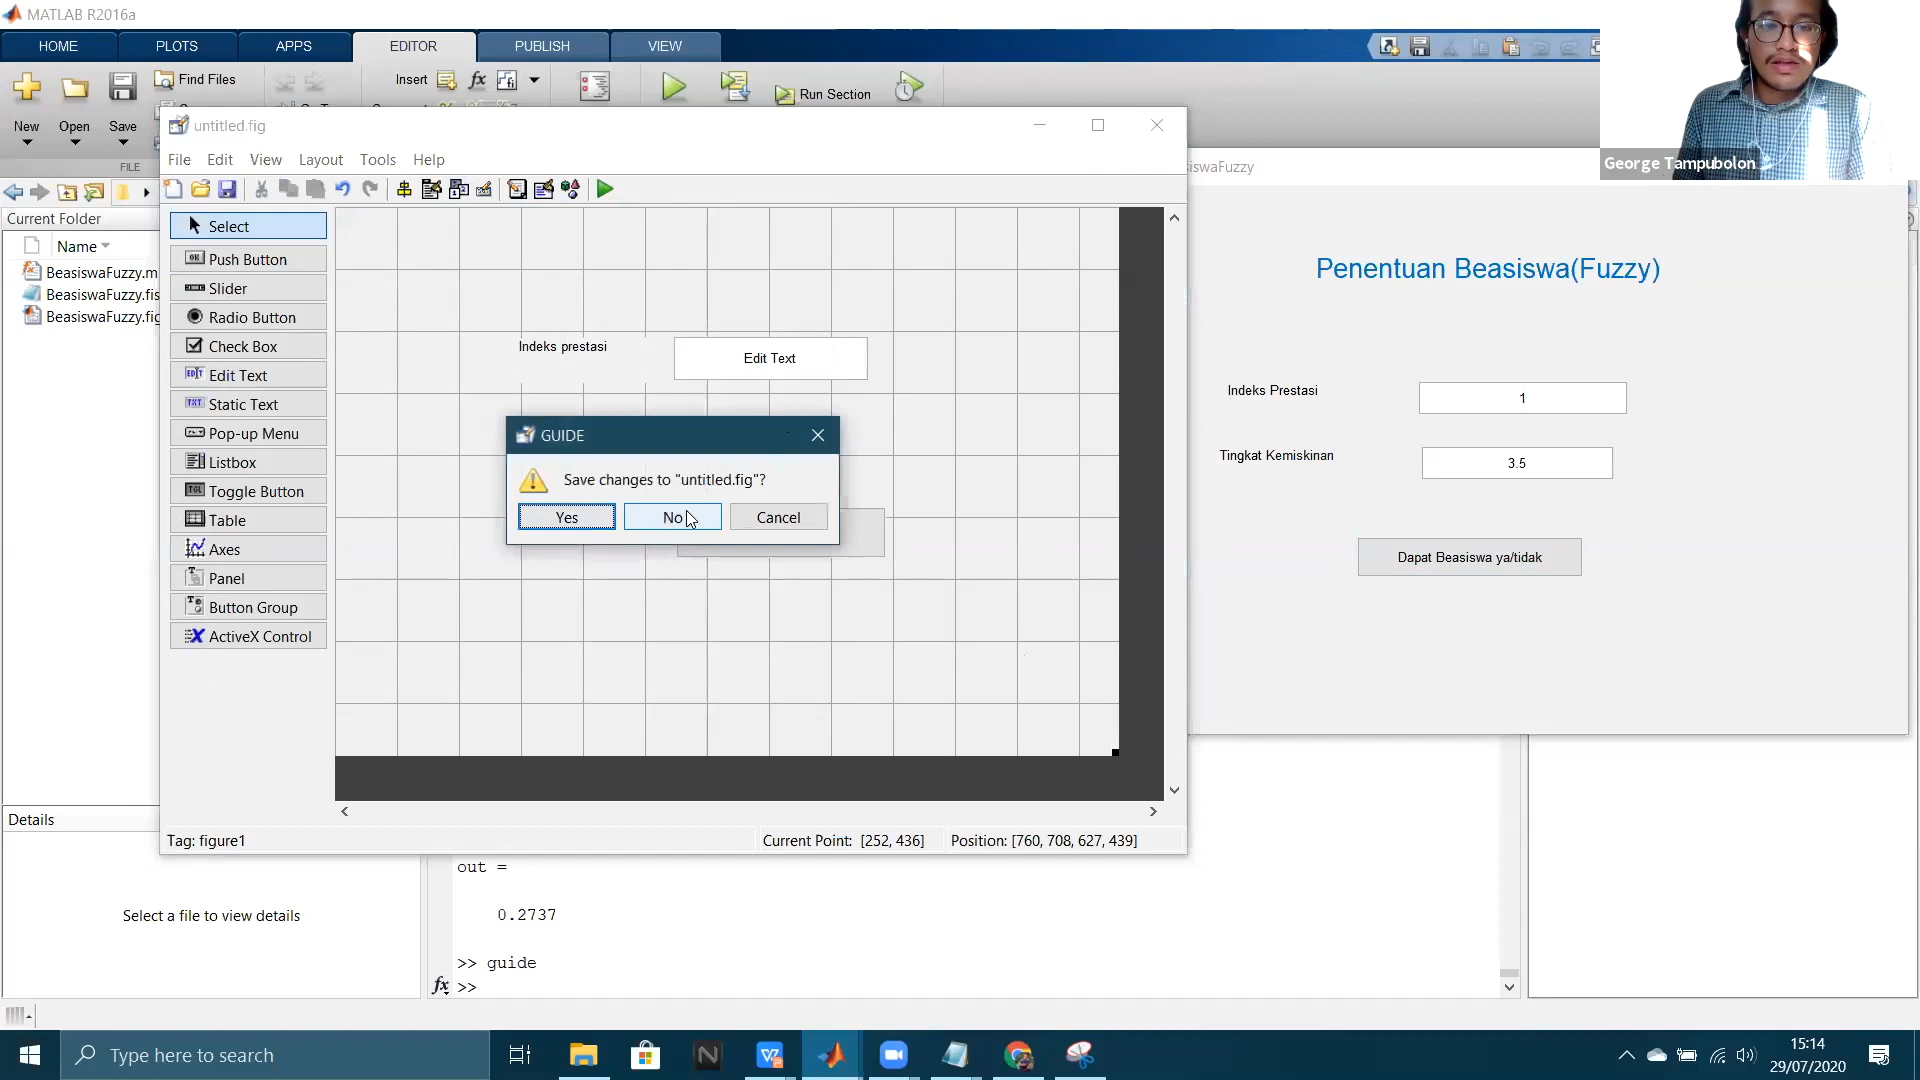 MATLAB R2016a
HOME PLOTS APPS EDITOR PUBLISH VIEW
Find Files
Insert
Run Section
New Open Save
FILE
untitled.fig
File Edit View Layout Tools Help
George Tampubolon
iswaFuzzy
Current Folder
Name
BeasiswaFuzzy.m
BeasiswaFuzzy.fis
BeasiswaFuzzy.fig
Select
Push Button
Slider
Radio Button
Check Box
Edit Text
Static Text
Pop-up Menu
Listbox
Toggle Button
Table
Axes
Panel
Button Group
ActiveX Control
Indeks prestasi
Edit Text
GUIDE
Save changes to "untitled.fig"?
Yes No Cancel
Penentuan Beasiswa(Fuzzy)
Indeks Prestasi
1
Tingkat Kemiskinan
3.5
Dapat Beasiswa ya/tidak
Tag: figure1
Current Point: [252, 436]
Position: [760, 708, 627, 439]
Details
Select a file to view details
out =
0.2737
>> guide
fx >>
Type here to search
15:14
29/07/2020